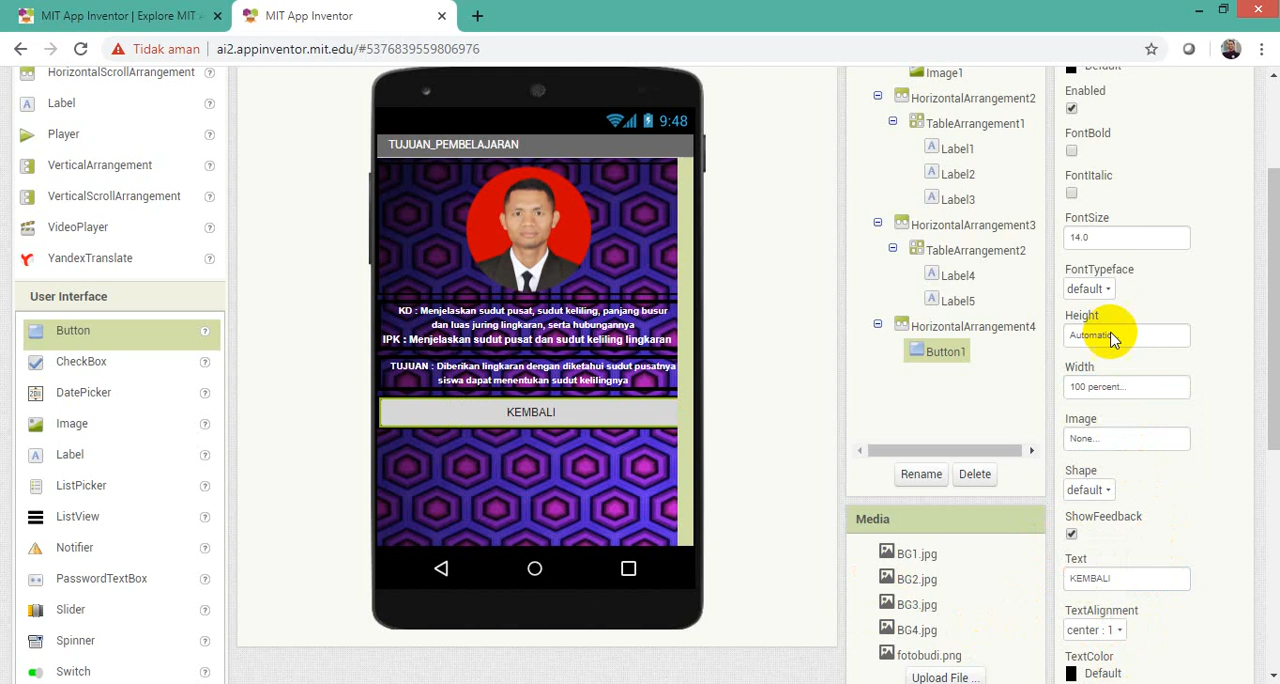 MIT App Inventor | Explore MIT
MIT App Inventor
Tidak aman
ai2.appinventor.mit.edu/#5376839559806976
HorizontalScrollArrangement
Label
Player
VerticalArrangement
VerticalScrollArrangement
VideoPlayer
YandexTranslate
User Interface
Button
CheckBox
DatePicker
Image
Label
ListPicker
ListView
Notifier
PasswordTextBox
Slider
Spinner
Switch
9:48
TUJUAN_PEMBELAJARAN
KD : Menjelaskan sudut pusat, sudut keliling, panjang busur
dan luas juring lingkaran, serta hubungannya
IPK : Menjelaskan sudut pusat dan sudut keliling lingkaran
TUJUAN : Diberikan lingkaran dengan diketahui sudut pusatnya
siswa dapat menentukan sudut kelilingnya
KEMBALI
Image1
HorizontalArrangement2
TableArrangement1
Label1
Label2
Label3
HorizontalArrangement3
TableArrangement2
Label4
Label5
HorizontalArrangement4
Button1
Rename
Delete
Media
BG1.jpg
BG2.jpg
BG3.jpg
BG4.jpg
fotobudi.png
Upload File ...
Default
Enabled
FontBold
FontItalic
FontSize
14.0
FontTypeface
default
Height
Automatic
Width
100 percent...
Image
None...
Shape
default
ShowFeedback
Text
KEMBALI
TextAlignment
center : 1
TextColor
Default